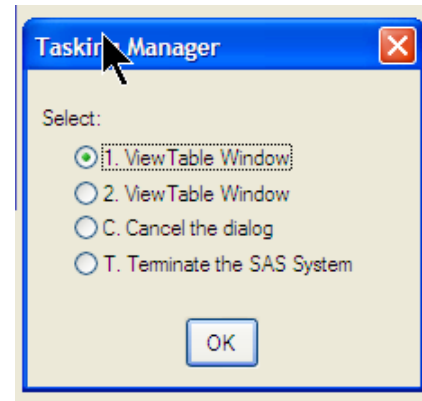 Tasking Manager
Select:
1. ViewTable Window
2. ViewTable Window
C. Cancel the dialog
T. Terminate the SAS System
OK